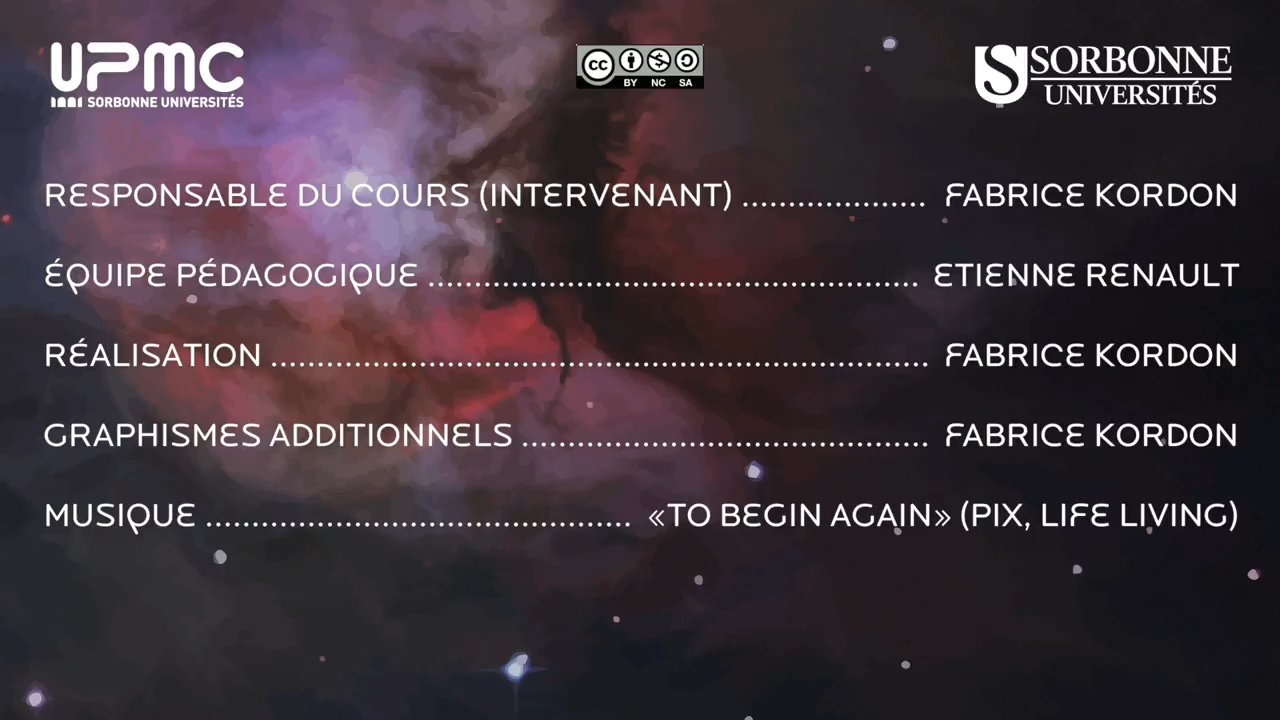 UPMC
SORBONNE UNIVERSITÉS
cc
BY NC SA
SORBONNE
UNIVERSITÉS
RESPONSABLE DU COURS (INTERVENANT) .................... FABRICE KORDON
ÉQUIPE PÉDAGOGIQUE ..................................................... ETIENNE RENAULT
RÉALISATION ....................................................................... FABRICE KORDON
GRAPHISMES ADDITIONNELS ............................................ FABRICE KORDON
MUSIQUE .............................................. «TO BEGIN AGAIN» (PIX, LIFE LIVING)